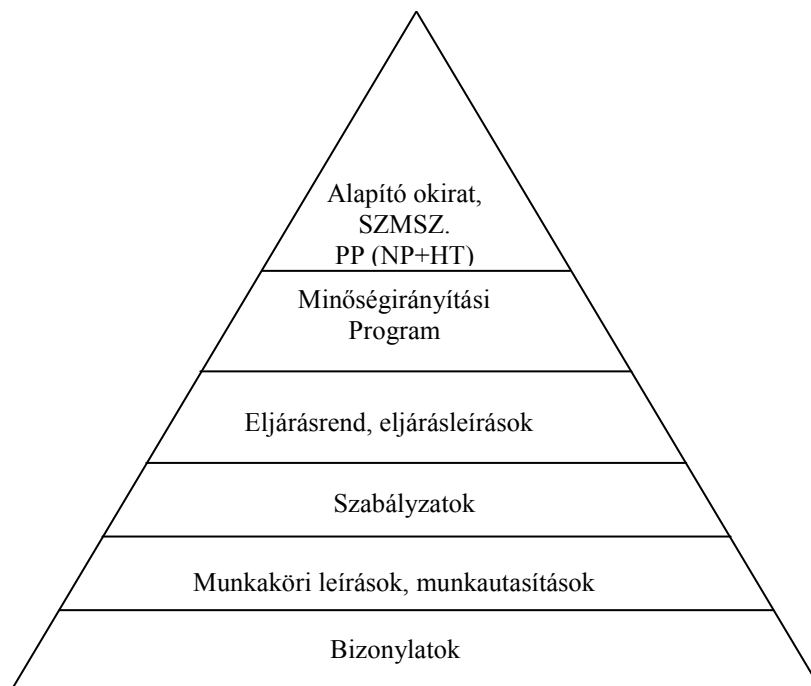 Alapító okirat,
SZMSZ.
PP (NP+HT)
Minőségirányítási
Program
Eljárásrend, eljárásleírások
Szabályzatok
Munkaköri leírások, munkautasítások
Bizonylatok